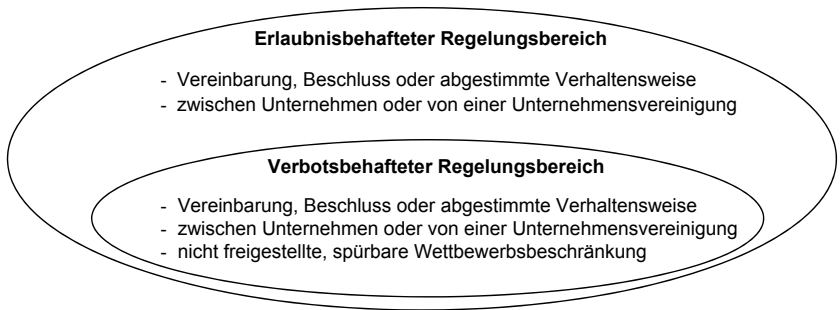 Erlaubnisbehafteter Regelungsbereich
- Vereinbarung, Beschluss oder abgestimmte Verhaltensweise
- zwischen Unternehmen oder von einer Unternehmensvereinigung
Verbotsbehafteter Regelungsbereich
- Vereinbarung, Beschluss oder abgestimmte Verhaltensweise
- zwischen Unternehmen oder von einer Unternehmensvereinigung
- nicht freigestellte, spürbare Wettbewerbsbeschränkung